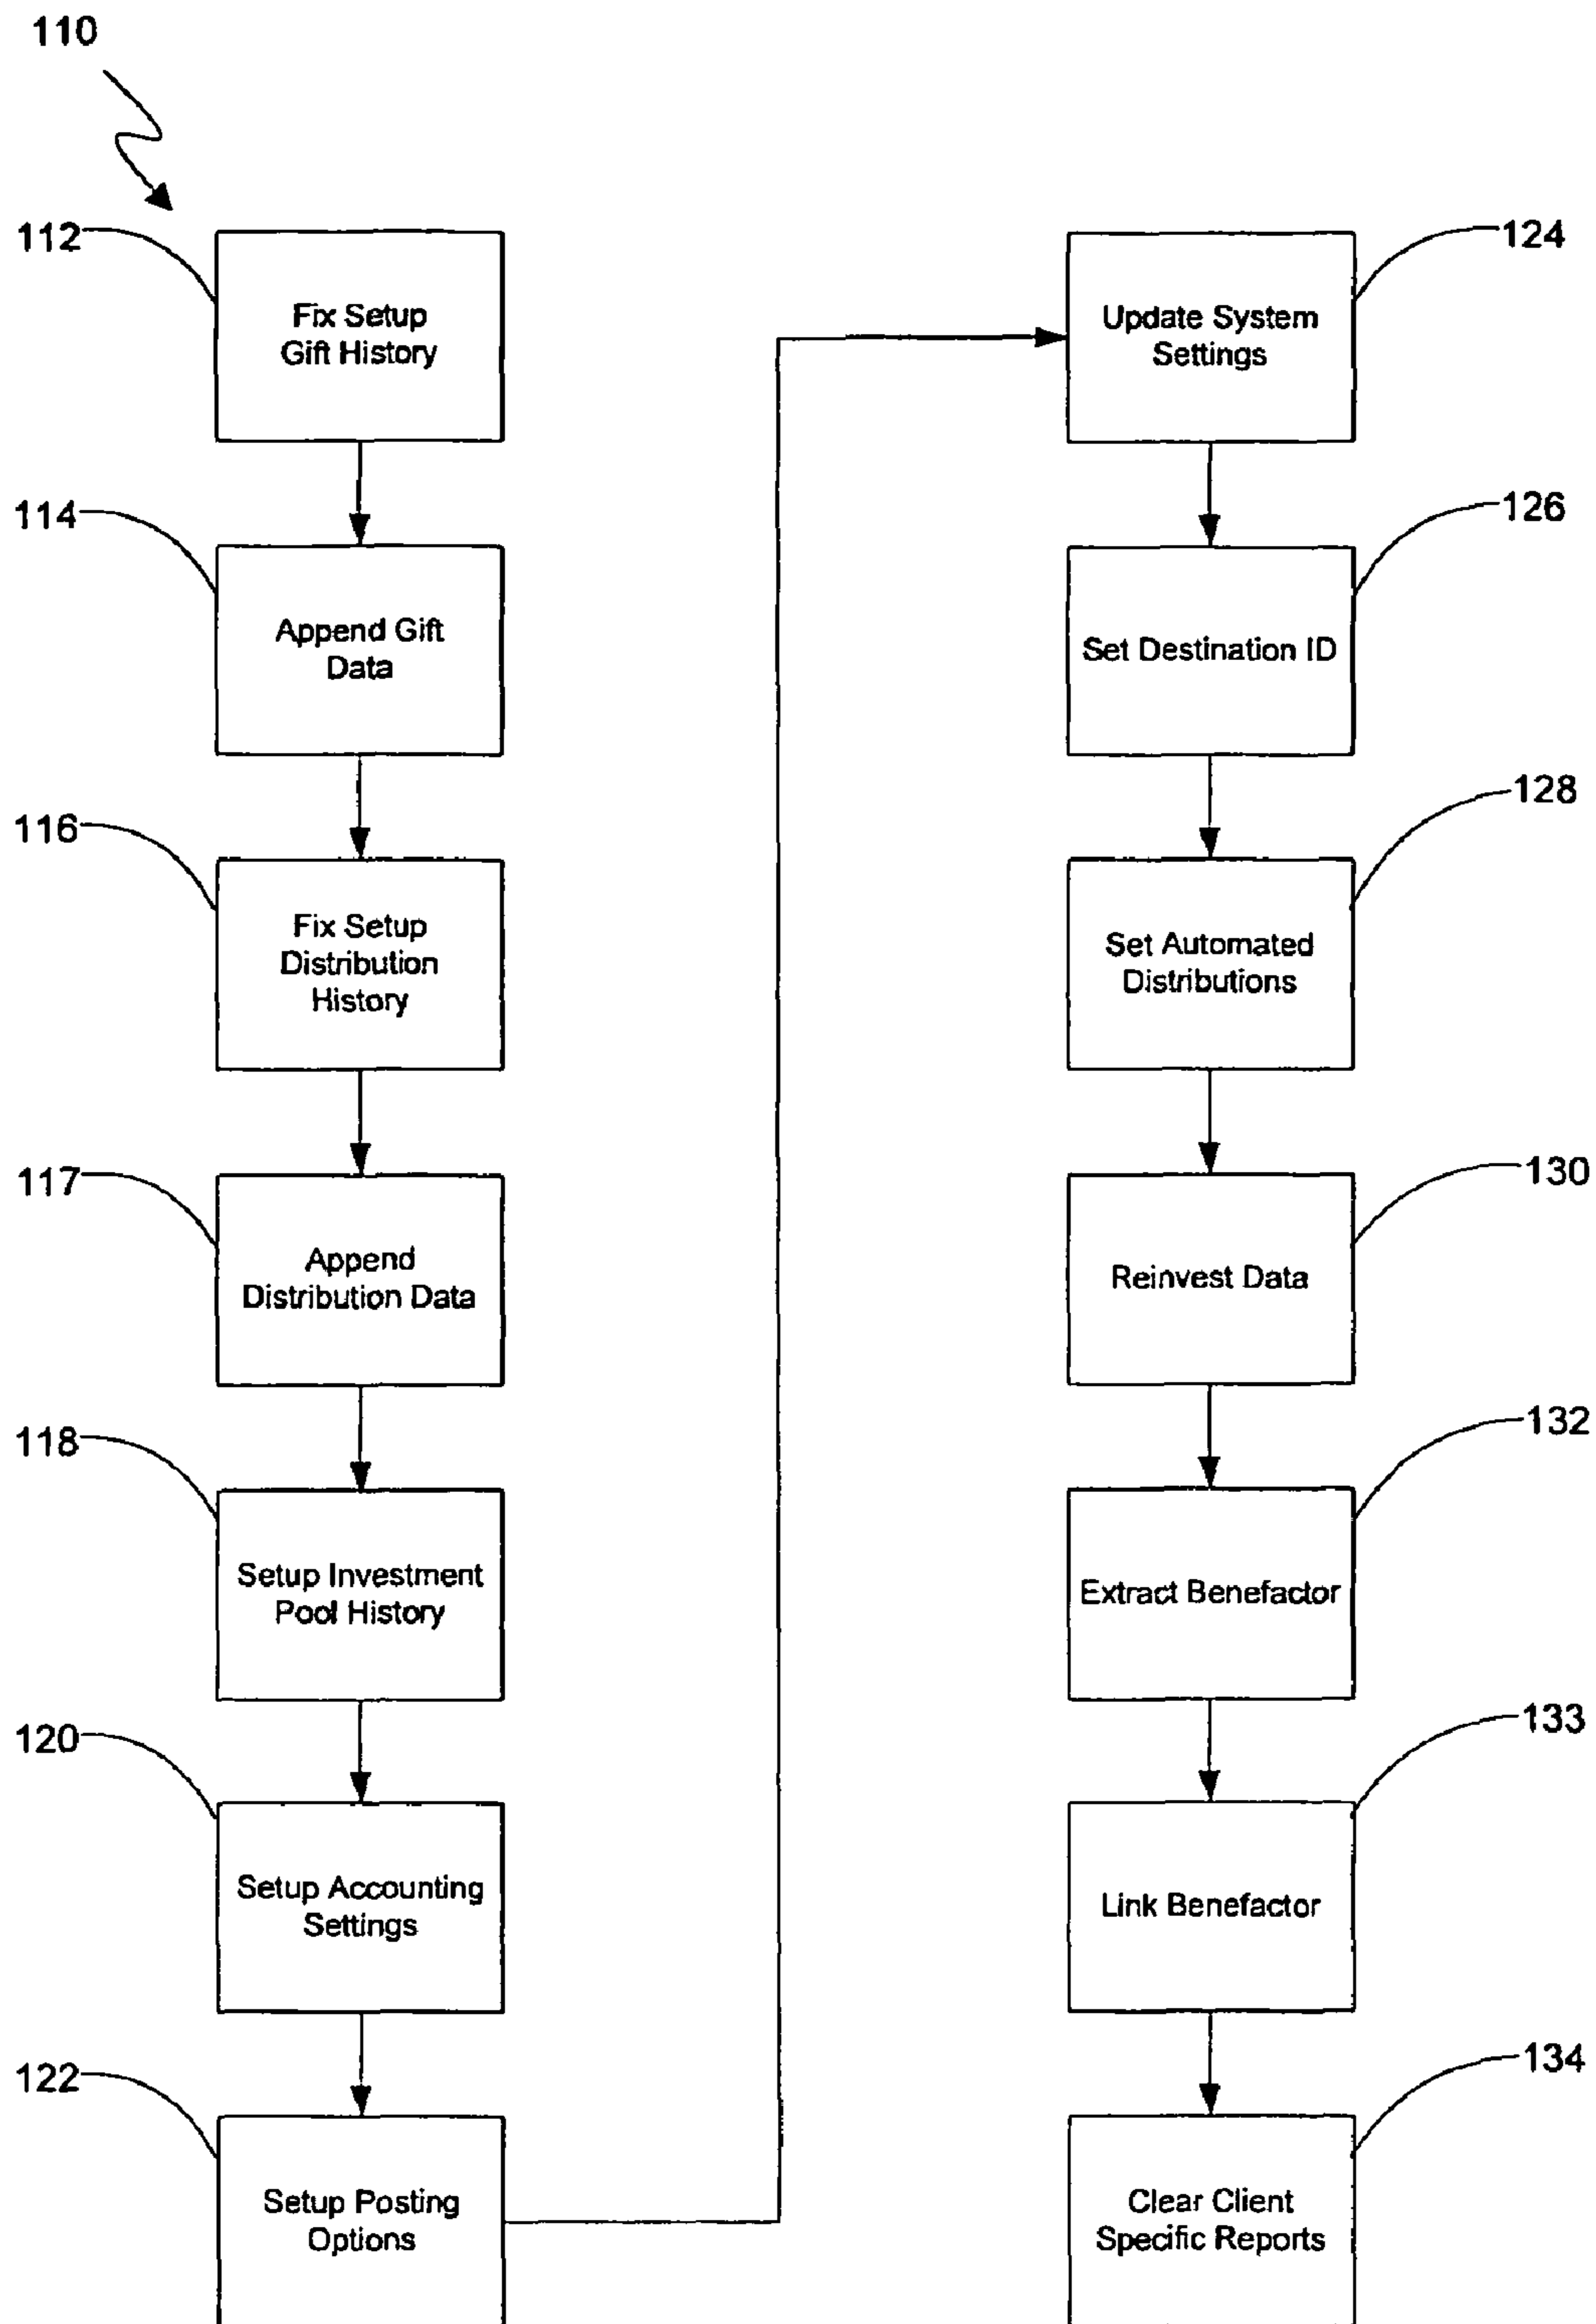 110
112
Fix Setup
Gift History
114
Append Gift
Data
116
Fix Setup
Distribution
History
117
Append
Distribution Data
118
Setup Investment
Pool History
120
Setup Accounting
Settings
122
Setup Posting
Options
124
Update System
Settings
126
Set Destination ID
128
Set Automated
Distributions
130
Reinvest Data
132
Extract Benefactor
133
Link Benefactor
134
Clear Client
Specific Reports